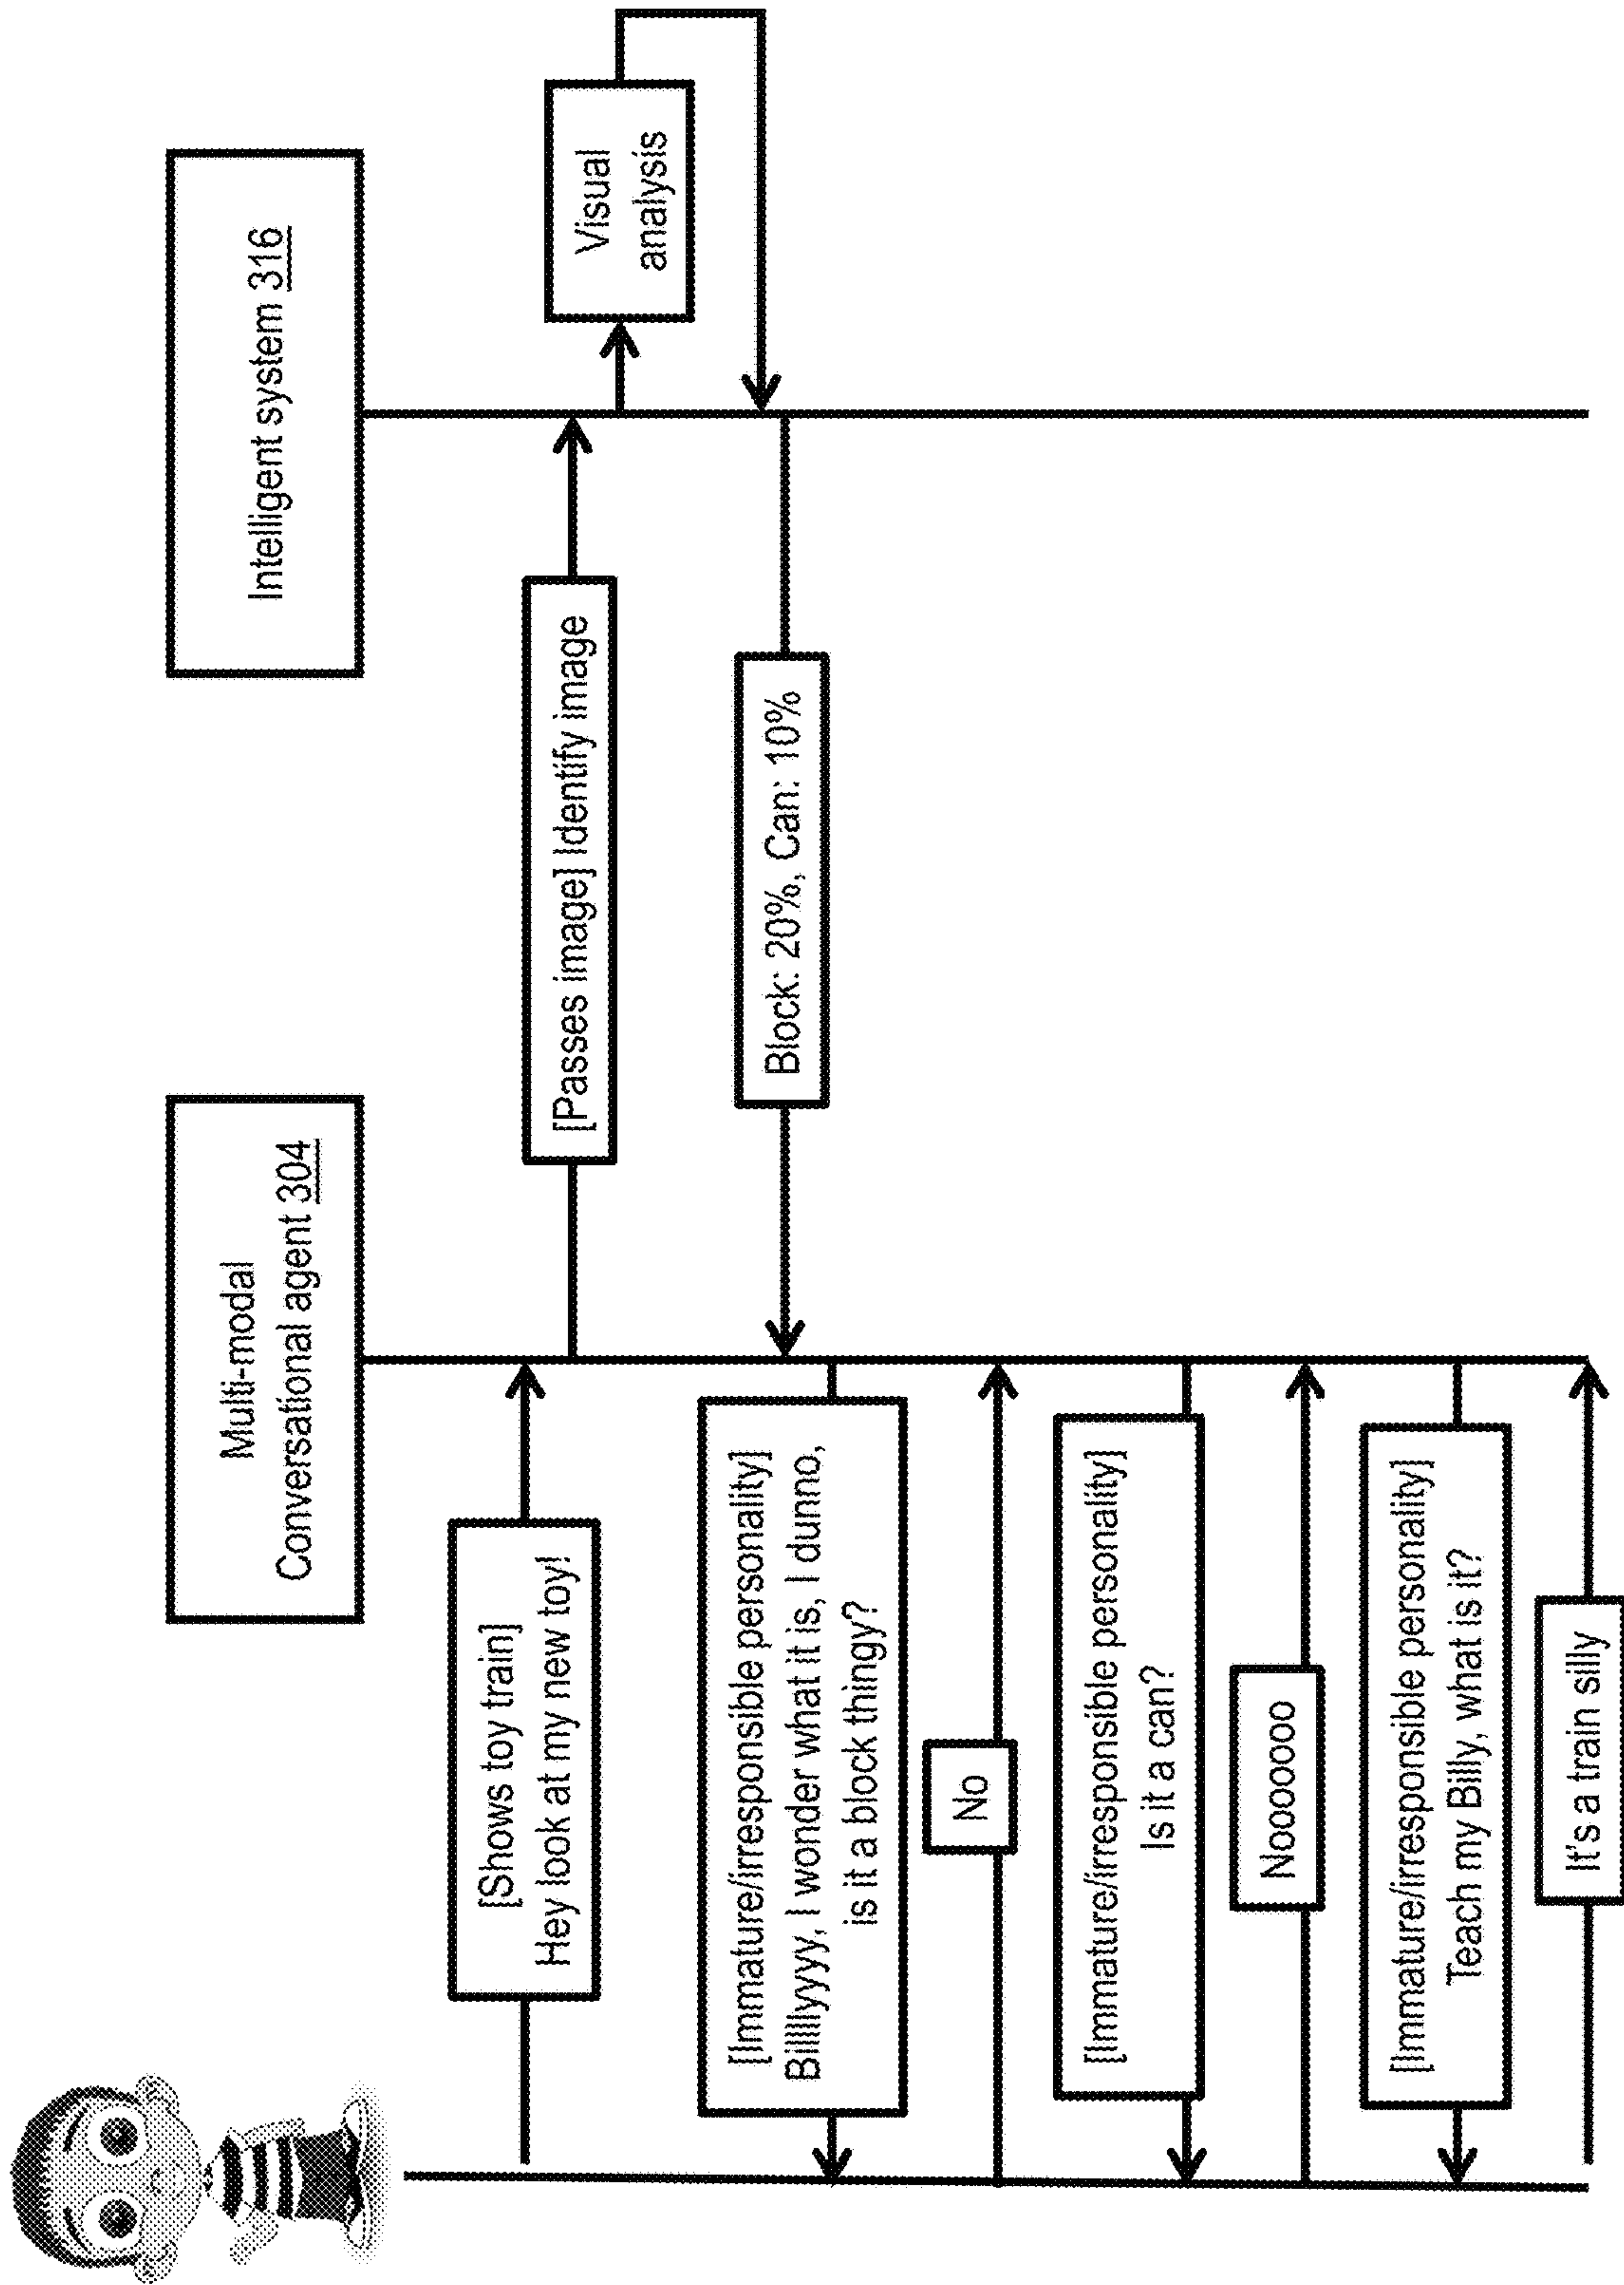 Multi-modal
Conversational agent 304
Intelligent system 316
[Shows toy train]
Hey look at my new toy!
[Passes image] Identify image
Visual
analysis
Block: 20%, Can: 10%
[Immature/irresponsible personality]
Billlllyyyy, I wonder what it is, I dunno,
is it a block thingy?
No
[Immature/irresponsible personality]
Is it a can?
Nooooooo
[Immature/irresponsible personality]
Teach my Billy, what is it?
It's a train silly